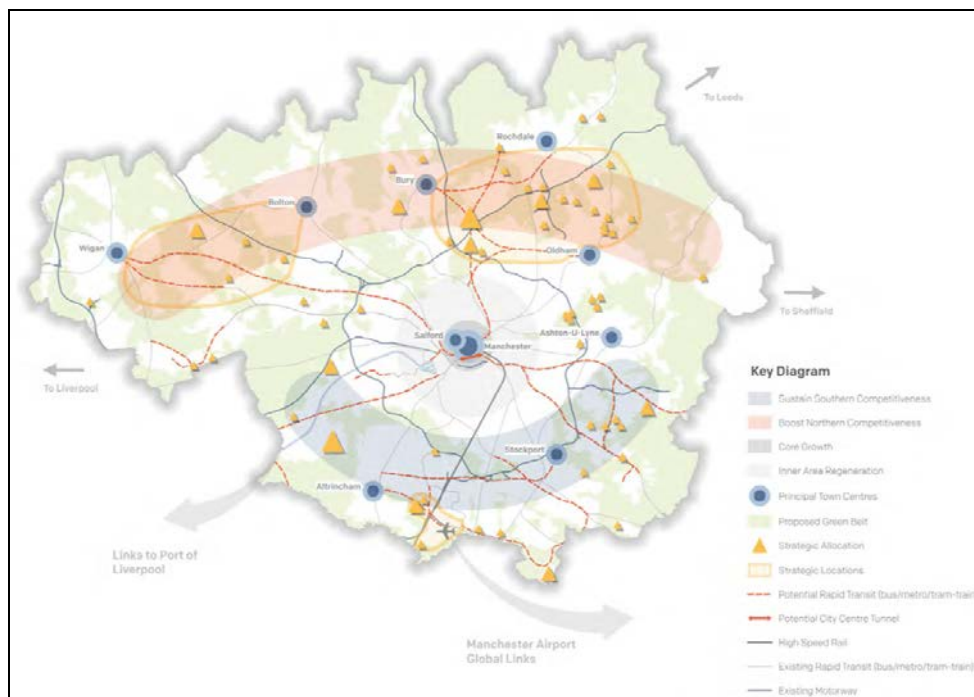 To Leeds
Rochdale
Bury
Bolton
Wigan
Oldham
To Sheffield
Salford
Manchester
Ashton-U-Lyne
To Liverpool
Key Diagram
Sustain Southern Competitiveness
Boost Northern Competitiveness
Core Growth
Inner Area Regeneration
Stockport
Altrincham
Principal Town Centres
Proposed Green Belt
Strategic Allocation
Links to Port of
Liverpool
Strategic Locations
Potential Rapid Transit (bus/metro/tram-train)
Potential City Centre Tunnel
High Speed Rail
Manchester Airport
Global Links
Existing Rapid Transit (bus/metro/tram-train)
Existing Motorway